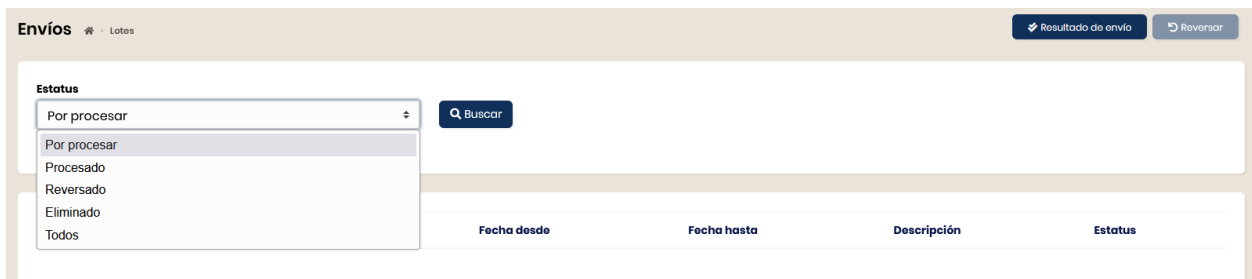 Envíos · Lotes
Resultado de envío
Reversar
Estatus
Por procesar
Buscar
Por procesar
Procesado
Reversado
Eliminado
Todos
Fecha desde Fecha hasta Descripción Estatus